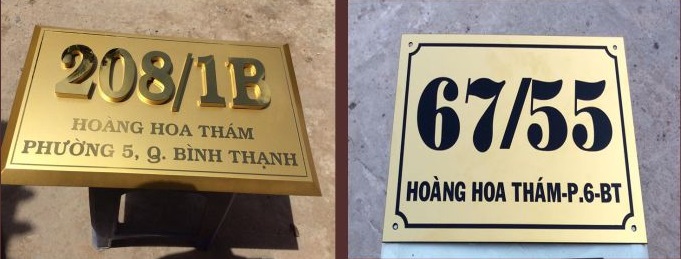 208/1B
HOÀNG HOA THÁM
PHƯỜNG 5, Q. BÌNH THẠNH
67/55
HOÀNG HOA THÁM-P.6-BT